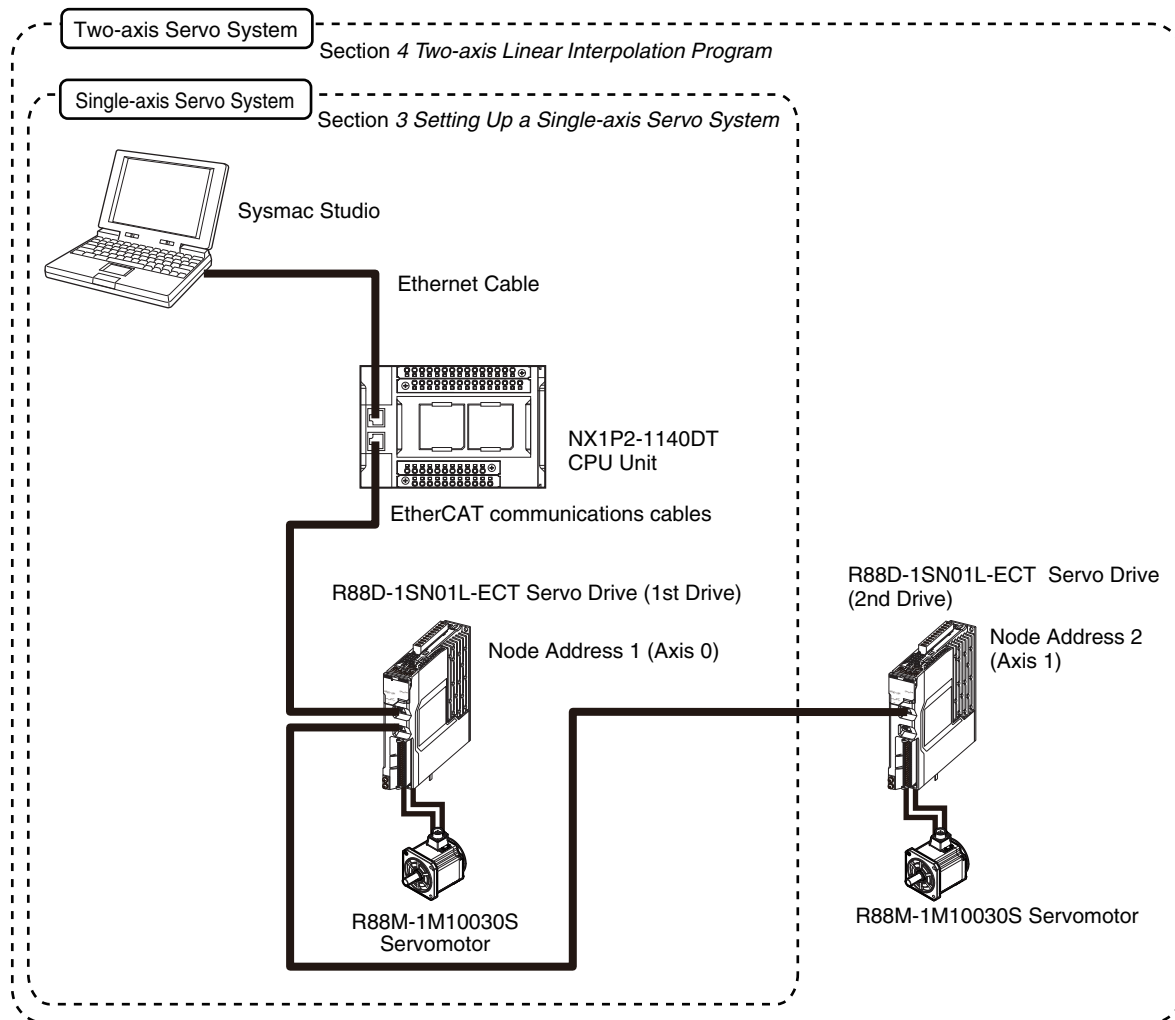 Two-axis Servo System
Section 4 Two-axis Linear Interpolation Program
Single-axis Servo System
Section 3 Setting Up a Single-axis Servo System
Sysmac Studio
Ethernet Cable
NX1P2-1140DT
CPU Unit
EtherCAT communications cables
R88D-1SN01L-ECT Servo Drive (1st Drive)
Node Address 1 (Axis 0)
R88D-1SN01L-ECT  Servo Drive
(2nd Drive)
Node Address 2
(Axis 1)
R88M-1M10030S
Servomotor
R88M-1M10030S Servomotor